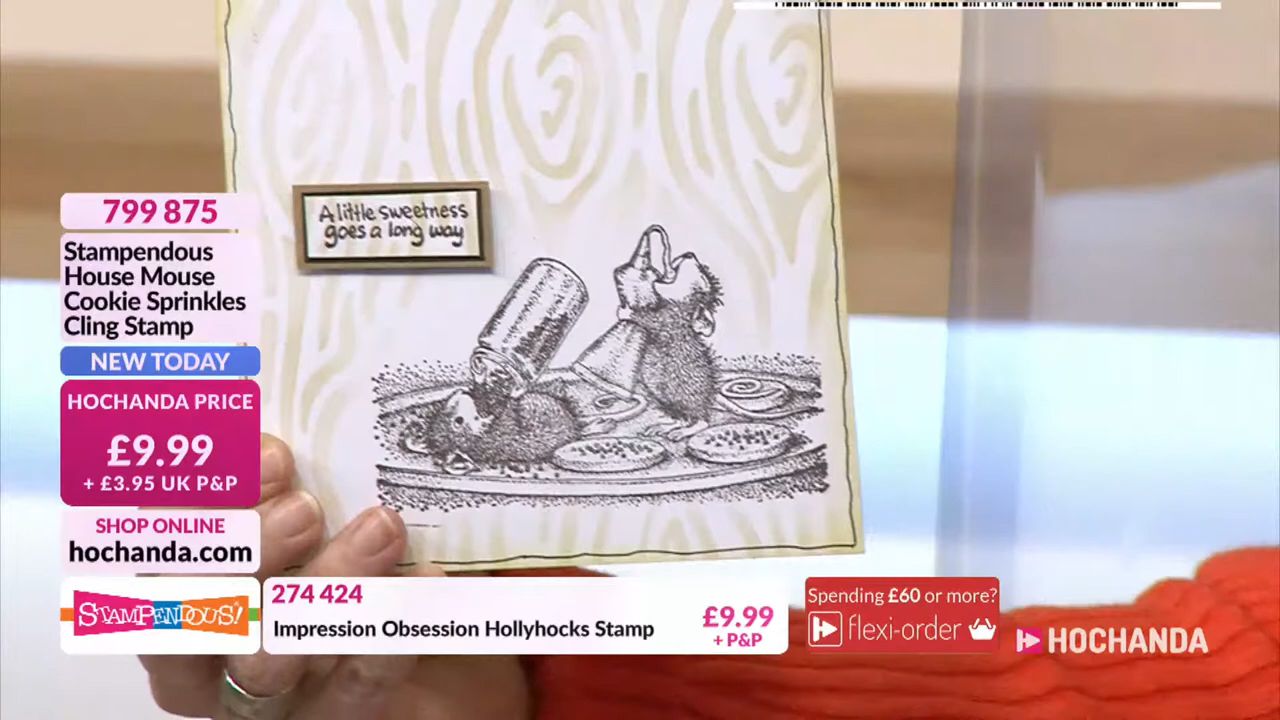 A little sweetness
goes a long way
799 875
Stampendous
House Mouse
Cookie Sprinkles
Cling Stamp
NEW TODAY
HOCHANDA PRICE
£9.99
+ £3.95 UK P&P
SHOP ONLINE
hochanda.com
STAMPENDOUS!
274 424
Impression Obsession Hollyhocks Stamp
£9.99
+ P&P
Spending £60 or more?
flexi-order
HOCHANDA